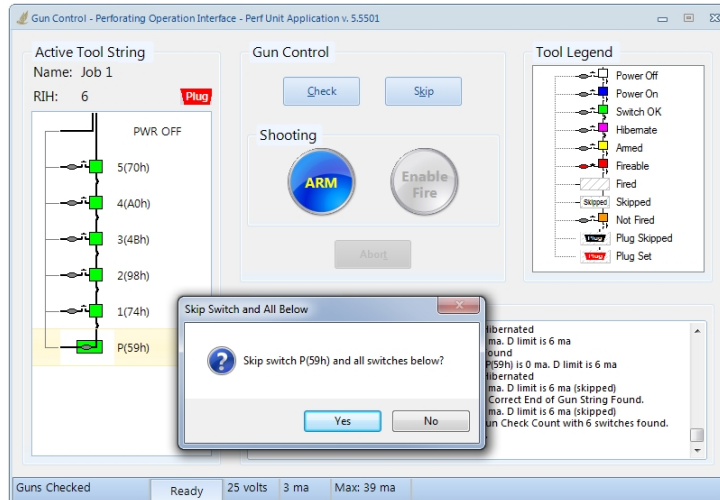 Gun Control - Perforating Operation Interface - Perf Unit Application v. 5.5501
Active Tool String
Name: Job 1
RIH: 6
Plug
PWR OFF
5(70h)
4(A0h)
3(4Bh)
2(98h)
1(74h)
P(59h)
Gun Control
Check
Skip
Shooting
ARM
Enable
Fire
Abort
Tool Legend
Power Off
Power On
Switch OK
Hibernate
Armed
Fireable
Fired
Skipped Skipped
Not Fired
Plug Plug Skipped
Plug Plug Set
Skip Switch and All Below
Skip switch P(59h) and all switches below?
Yes
No
Hibernated
ma. D limit is 6 ma
ound
P(59h) is 0 ma. D limit is 6 ma
Hibernated
ma. D limit is 6 ma (skipped)
Correct End of Gun String Found.
ma. D limit is 6 ma (skipped)
un Check Count with 6 switches found.
Guns Checked
Ready
25 volts
3 ma
Max: 39 ma